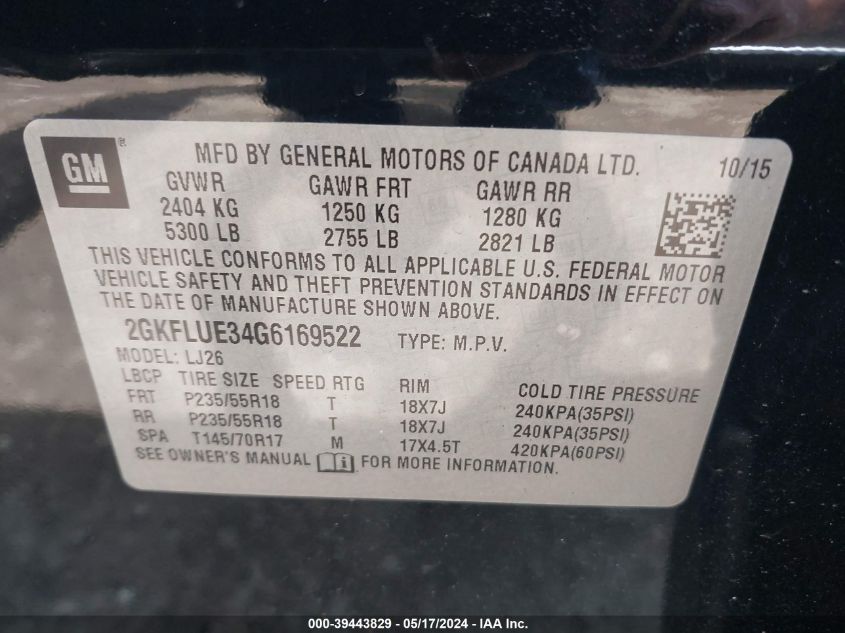 GM ®
MFD BY GENERAL MOTORS OF CANADA LTD. 10/15
GVWR GAWR FRT GAWR RR
2404 KG 1250 KG 1280 KG
5300 LB 2755 LB 2821 LB
THIS VEHICLE CONFORMS TO ALL APPLICABLE U.S. FEDERAL MOTOR
VEHICLE SAFETY AND THEFT PREVENTION STANDARDS IN EFFECT ON
THE DATE OF MANUFACTURE SHOWN ABOVE.
2GKFLUE34G6169522 TYPE: M.P.V.
MODEL: LJ26
LBCP TIRE SIZE SPEED RTG RIM COLD TIRE PRESSURE
FRT P235/55R18 T 18X7J 240KPA(35PSI)
RR P235/55R18 T 18X7J 240KPA(35PSI)
SPA T145/70R17 M 17X4.5T 420KPA(60PSI)
SEE OWNER'S MANUAL i FOR MORE INFORMATION.
000-39443829 - 05/17/2024 - IAA Inc.